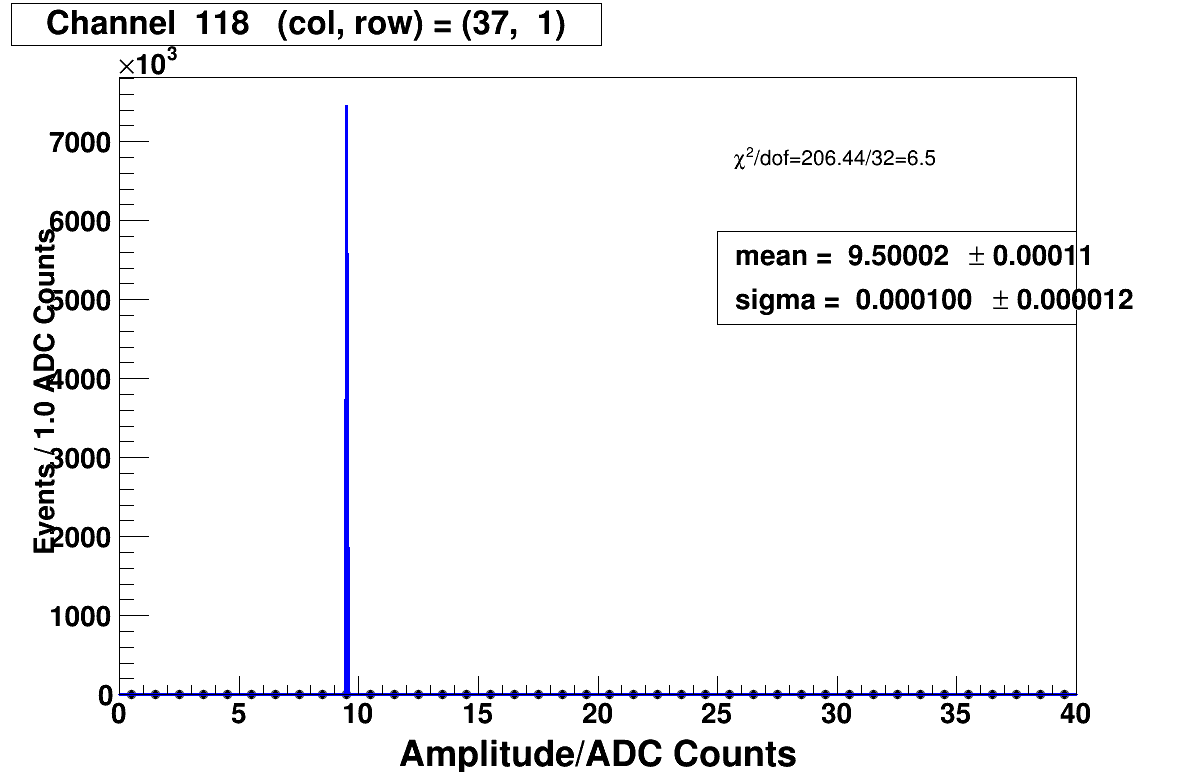 Channel 118 (col, row) = (37, 1)
×10³
7000
6000
5000
4000
3000
2000
1000
0
Events / 1.0 ADC Counts
χ²/dof=206.44/32=6.5
mean = 9.50002 ± 0.00011
sigma = 0.000100 ± 0.000012
0 5 10 15 20 25 30 35 40
Amplitude/ADC Counts